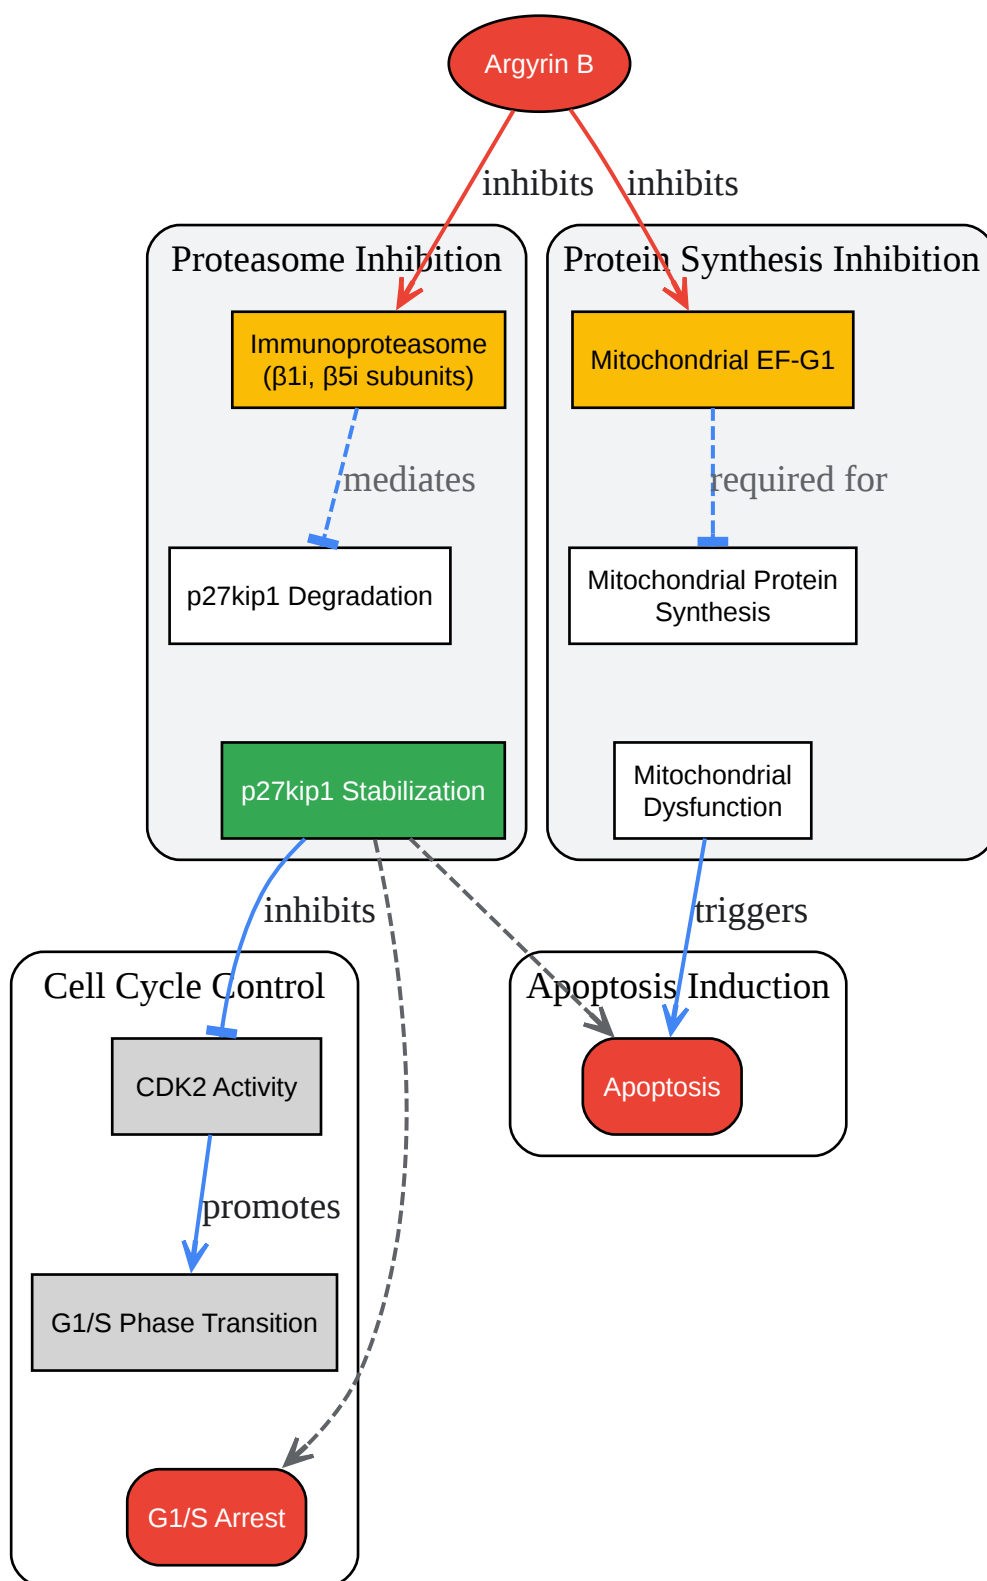 Argyrin B
inhibits
inhibits
Proteasome Inhibition
Protein Synthesis Inhibition
Immunoproteasome
(β1i, β5i subunits)
Mitochondrial EF-G1
mediates
required for
p27kip1 Degradation
Mitochondrial Protein
Synthesis
p27kip1 Stabilization
Mitochondrial
Dysfunction
inhibits
triggers
Cell Cycle Control
Apoptosis Induction
CDK2 Activity
Apoptosis
promotes
G1/S Phase Transition
G1/S Arrest